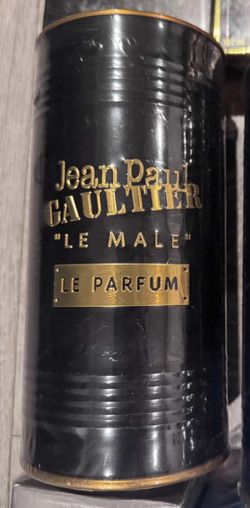 Jean Paul
GAULTIER
"LE MALE"
LE PARFUM